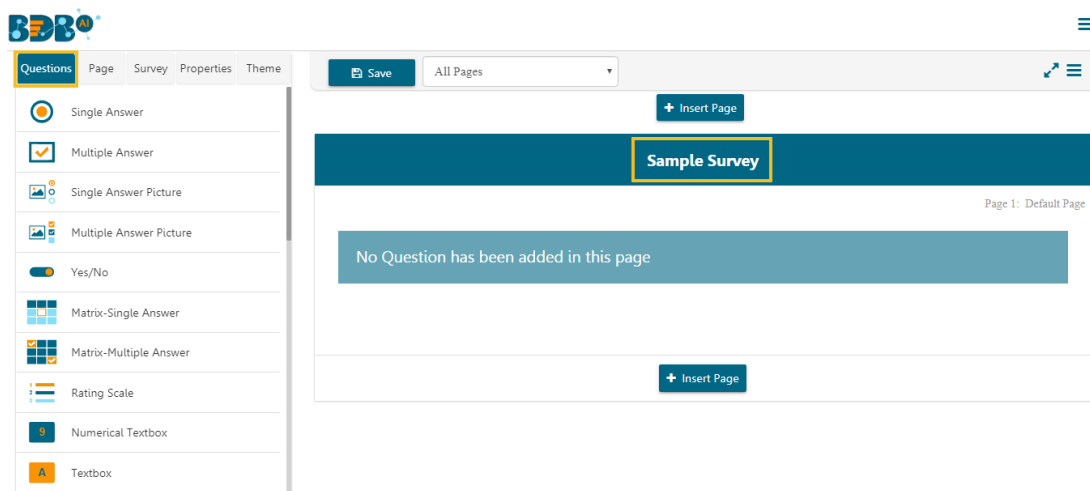 BDB AI
Questions Page Survey Properties Theme
Save All Pages
Insert Page
Single Answer
Multiple Answer
Single Answer Picture
Multiple Answer Picture
Yes/No
Matrix-Single Answer
Matrix-Multiple Answer
Rating Scale
9 Numerical Textbox
A Textbox
Sample Survey
Page 1: Default Page
No Question has been added in this page
Insert Page